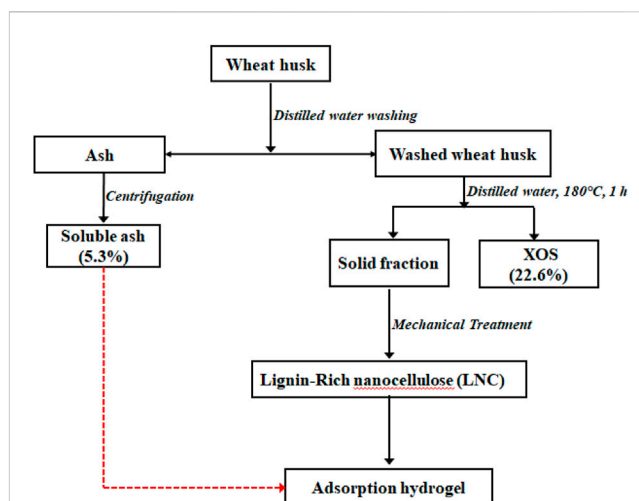 Wheat husk
Distilled water washing
Ash
Washed wheat husk
Centrifugation
Distilled water, 180°C, 1 h
Soluble ash
(5.3%)
Solid fraction
XOS
(22.6%)
Mechanical Treatment
Lignin-Rich nanocellulose (LNC)
Adsorption hydrogel